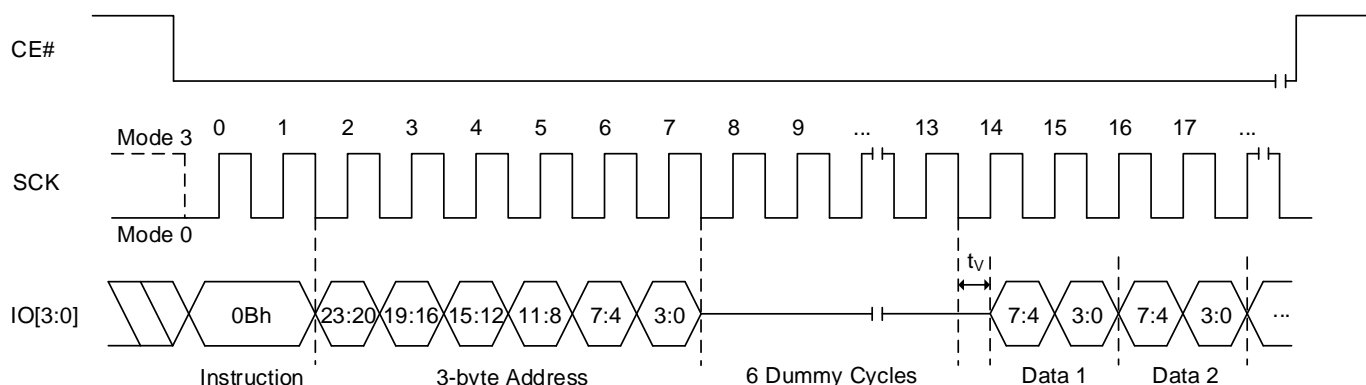 CE#
0 1 2 3 4 5 6 7 8 9 ... 13 14 15 16 17 ...
Mode 3
SCK
Mode 0
tV
IO[3:0] 0Bh 23:20 19:16 15:12 11:8 7:4 3:0 7:4 3:0 7:4 3:0 ...
Instruction 3-byte Address 6 Dummy Cycles Data 1 Data 2